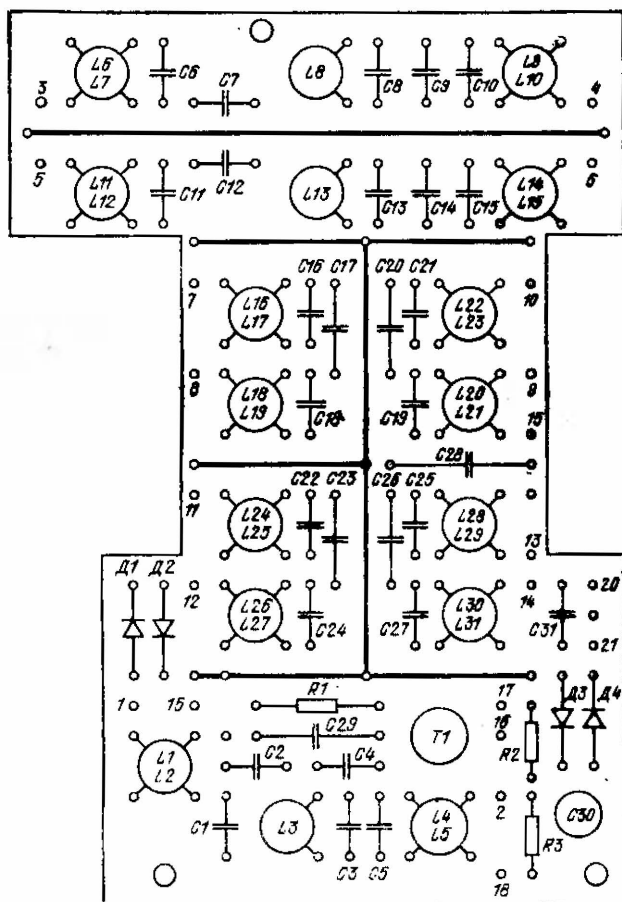 L6 L7 C6 C7 L8 C8 C9 C10 L9 L10
3 4
5 6
L11 L12 C11 C12 L13 C13 C14 C15 L14 L15
C16 C17 C20 C21
7 L16 L17 L22 L23 10
8 L18 L19 C18 C19 L20 L21 9
15
C28
C22 C23 C26 C25
11 L24 L25 L28 L29
13
Д1 Д2 12 L26 L27 C24 C27 L30 L31 14 C31 20
21
1 15 R1 17 Д3 Д4
C29 T1 16 R2
L1 L2 C2 C4
C1 L3 C3 C5 L4 L5 2 R3 C30
18